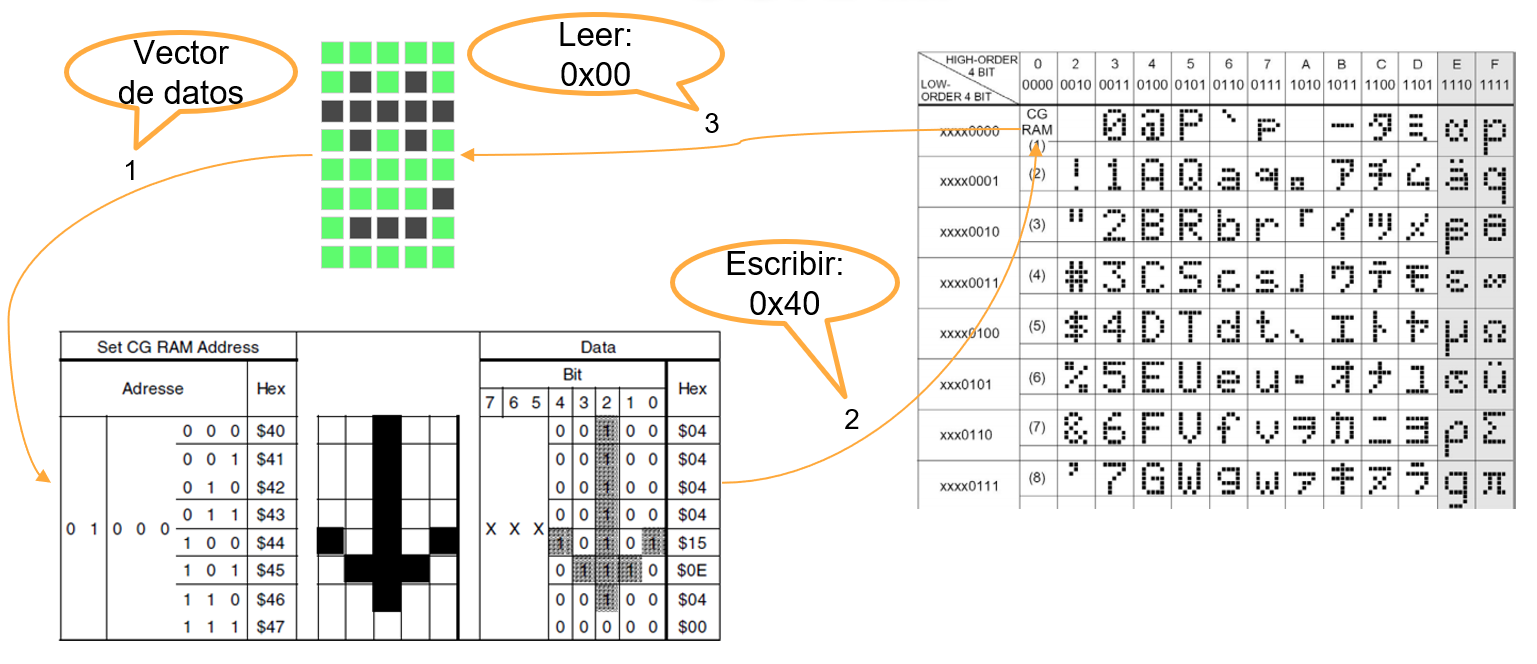 Vector
de datos
1
Leer:
0x00
3
Escribir:
0x40
2
Set CG RAM Address
Data
Adresse
Hex
Bit
Hex
7 6 5 4 3 2 1 0
0 1 0 0 0
X X X
0 0 0 $40 0 0 1 0 0 $04
0 0 1 $41 0 0 1 0 0 $04
0 1 0 $42 0 0 1 0 0 $04
0 1 1 $43 0 0 1 0 0 $04
1 0 0 $44 1 0 1 0 1 $15
1 0 1 $45 0 1 1 1 0 $0E
1 1 0 $46 0 0 1 0 0 $04
1 1 1 $47 0 0 0 0 0 $00
HIGH-ORDER
4 BIT
LOW-
ORDER 4 BIT
0 2 3 4 5 6 7 A B C D E F
0000 0010 0011 0100 0101 0110 0111 1010 1011 1100 1101 1110 1111
CG
RAM
(1)
xxxx0000 0 @ P ` p ー タ ミ α p
xxxx0001 (2) ! 1 A Q a q 。 ア チ ム ä q
xxxx0010 (3) " 2 B R b r 「 イ ツ メ β θ
xxxx0011 (4) # 3 C S c s 」 ウ テ モ ε ∞
xxxx0100 (5) $ 4 D T d t 、 エ ト ヤ μ Ω
xxx0101 (6) % 5 E U e u ・ オ ナ ユ σ ü
xxx0110 (7) & 6 F V f v ヲ カ ニ ヨ ρ Σ
xxxx0111 (8) ' 7 G W g w ァ キ ヌ ラ g π